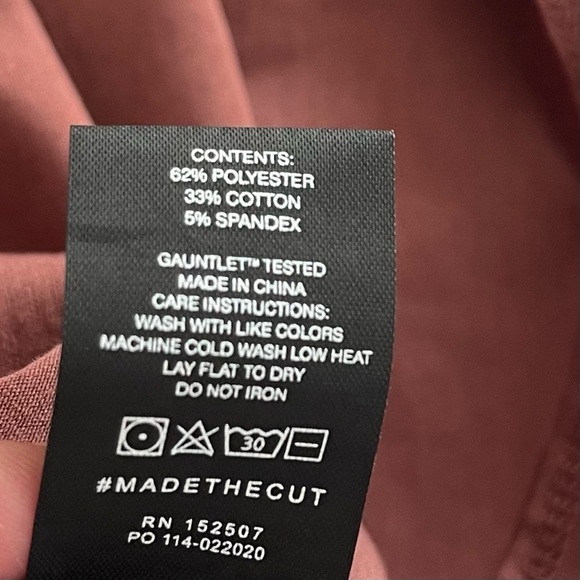 CONTENTS:
62% POLYESTER
33% COTTON
5% SPANDEX
GAUNTLET™ TESTED
MADE IN CHINA
CARE INSTRUCTIONS:
WASH WITH LIKE COLORS
MACHINE COLD WASH LOW HEAT
LAY FLAT TO DRY
DO NOT IRON
30
#MADETHECUT
RN 152507
PO 114-022020